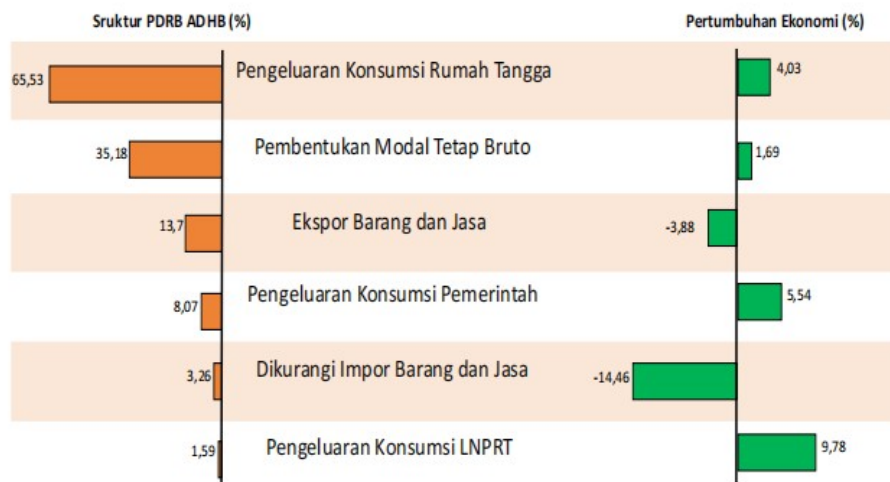 Sruktur PDRB ADHB (%)
Pertumbuhan Ekonomi (%)
65,53
Pengeluaran Konsumsi Rumah Tangga
4,03
35,18
Pembentukan Modal Tetap Bruto
1,69
13,7
Ekspor Barang dan Jasa
-3,88
8,07
Pengeluaran Konsumsi Pemerintah
5,54
3,26
Dikurangi Impor Barang dan Jasa
-14,46
1,59
Pengeluaran Konsumsi LNPRT
9,78